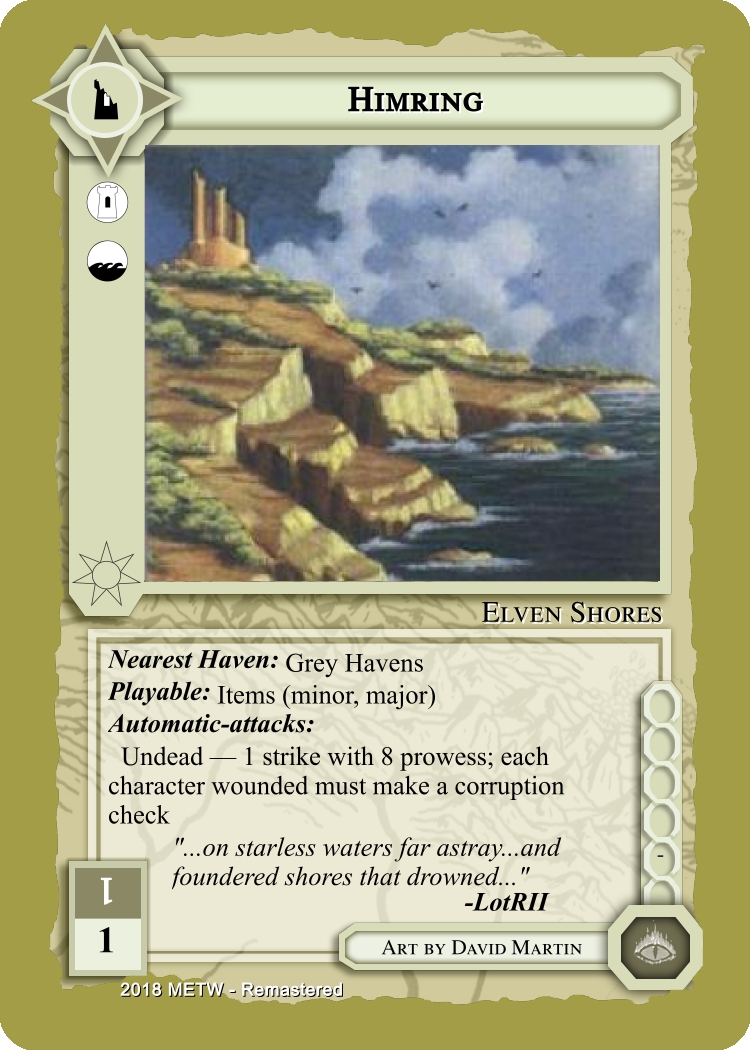 HIMRING
ELVEN SHORES
Nearest Haven: Grey Havens
Playable: Items (minor, major)
Automatic-attacks:
Undead — 1 strike with 8 prowess; each
character wounded must make a corruption
check
"...on starless waters far astray...and
foundered shores that drowned..."
-LotRII
-
1
1
ART BY DAVID MARTIN
2018 METW - Remastered